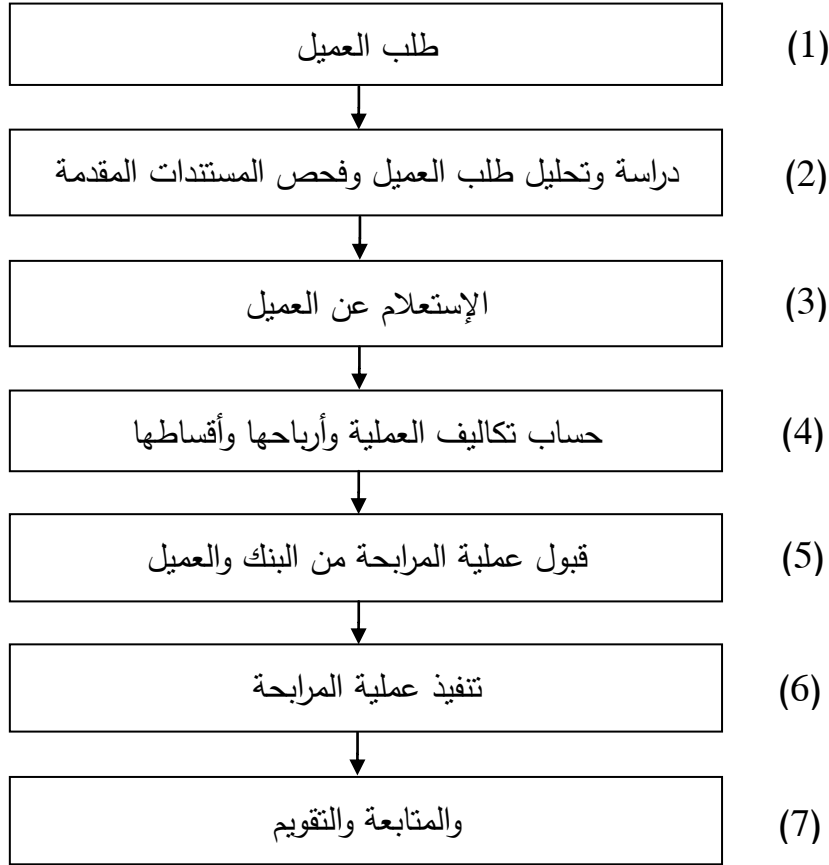 طلب العميل (1)
دراسة وتحليل طلب العميل وفحص المستندات المقدمة (2)
الإستعلام عن العميل (3)
حساب تكاليف العملية وأرباحها وأقساطها (4)
قبول عملية المرابحة من البنك والعميل (5)
تنفيذ عملية المرابحة (6)
والمتابعة والتقويم (7)